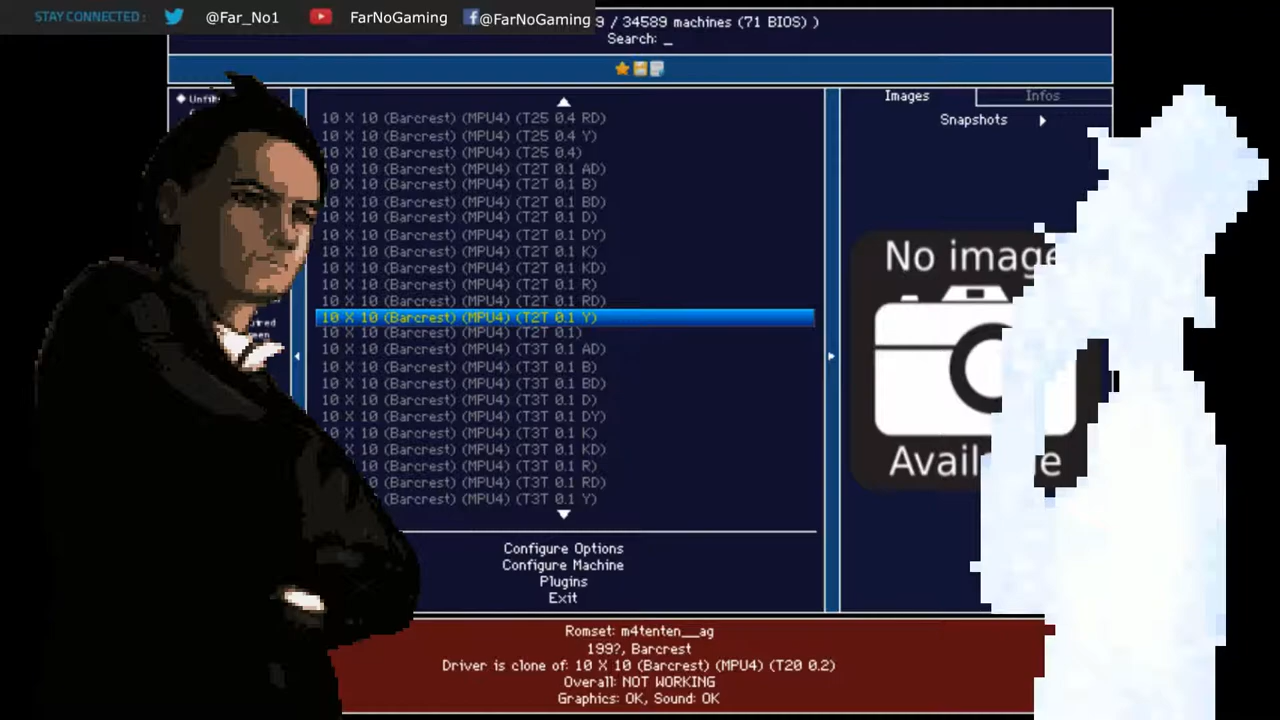 STAY CONNECTED :
@Far_No1
FarNoGaming
@FarNoGaming
9 / 34589 machines (71 BIOS) )
Search: _
Images
Infos
Snapshots
10 X 10 (Barcrest) (MPU4) (T25 0.4 RD)
10 X 10 (Barcrest) (MPU4) (T25 0.4 Y)
10 X 10 (Barcrest) (MPU4) (T25 0.4)
10 X 10 (Barcrest) (MPU4) (T2T 0.1 AD)
10 X 10 (Barcrest) (MPU4) (T2T 0.1 B)
10 X 10 (Barcrest) (MPU4) (T2T 0.1 BD)
10 X 10 (Barcrest) (MPU4) (T2T 0.1 D)
10 X 10 (Barcrest) (MPU4) (T2T 0.1 DY)
10 X 10 (Barcrest) (MPU4) (T2T 0.1 K)
10 X 10 (Barcrest) (MPU4) (T2T 0.1 KD)
10 X 10 (Barcrest) (MPU4) (T2T 0.1 R)
10 X 10 (Barcrest) (MPU4) (T2T 0.1 RD)
10 X 10 (Barcrest) (MPU4) (T2T 0.1 Y)
10 X 10 (Barcrest) (MPU4) (T2T 0.1)
10 X 10 (Barcrest) (MPU4) (T3T 0.1 AD)
10 X 10 (Barcrest) (MPU4) (T3T 0.1 B)
10 X 10 (Barcrest) (MPU4) (T3T 0.1 BD)
10 X 10 (Barcrest) (MPU4) (T3T 0.1 D)
10 X 10 (Barcrest) (MPU4) (T3T 0.1 DY)
10 X 10 (Barcrest) (MPU4) (T3T 0.1 K)
X 10 (Barcrest) (MPU4) (T3T 0.1 KD)
X 10 (Barcrest) (MPU4) (T3T 0.1 R)
10 (Barcrest) (MPU4) (T3T 0.1 RD)
(Barcrest) (MPU4) (T3T 0.1 Y)
No image
Available
Configure Options
Configure Machine
Plugins
Exit
Romset: m4tenten__ag
199?, Barcrest
Driver is clone of: 10 X 10 (Barcrest) (MPU4) (T20 0.2)
Overall: NOT WORKING
Graphics: OK, Sound: OK